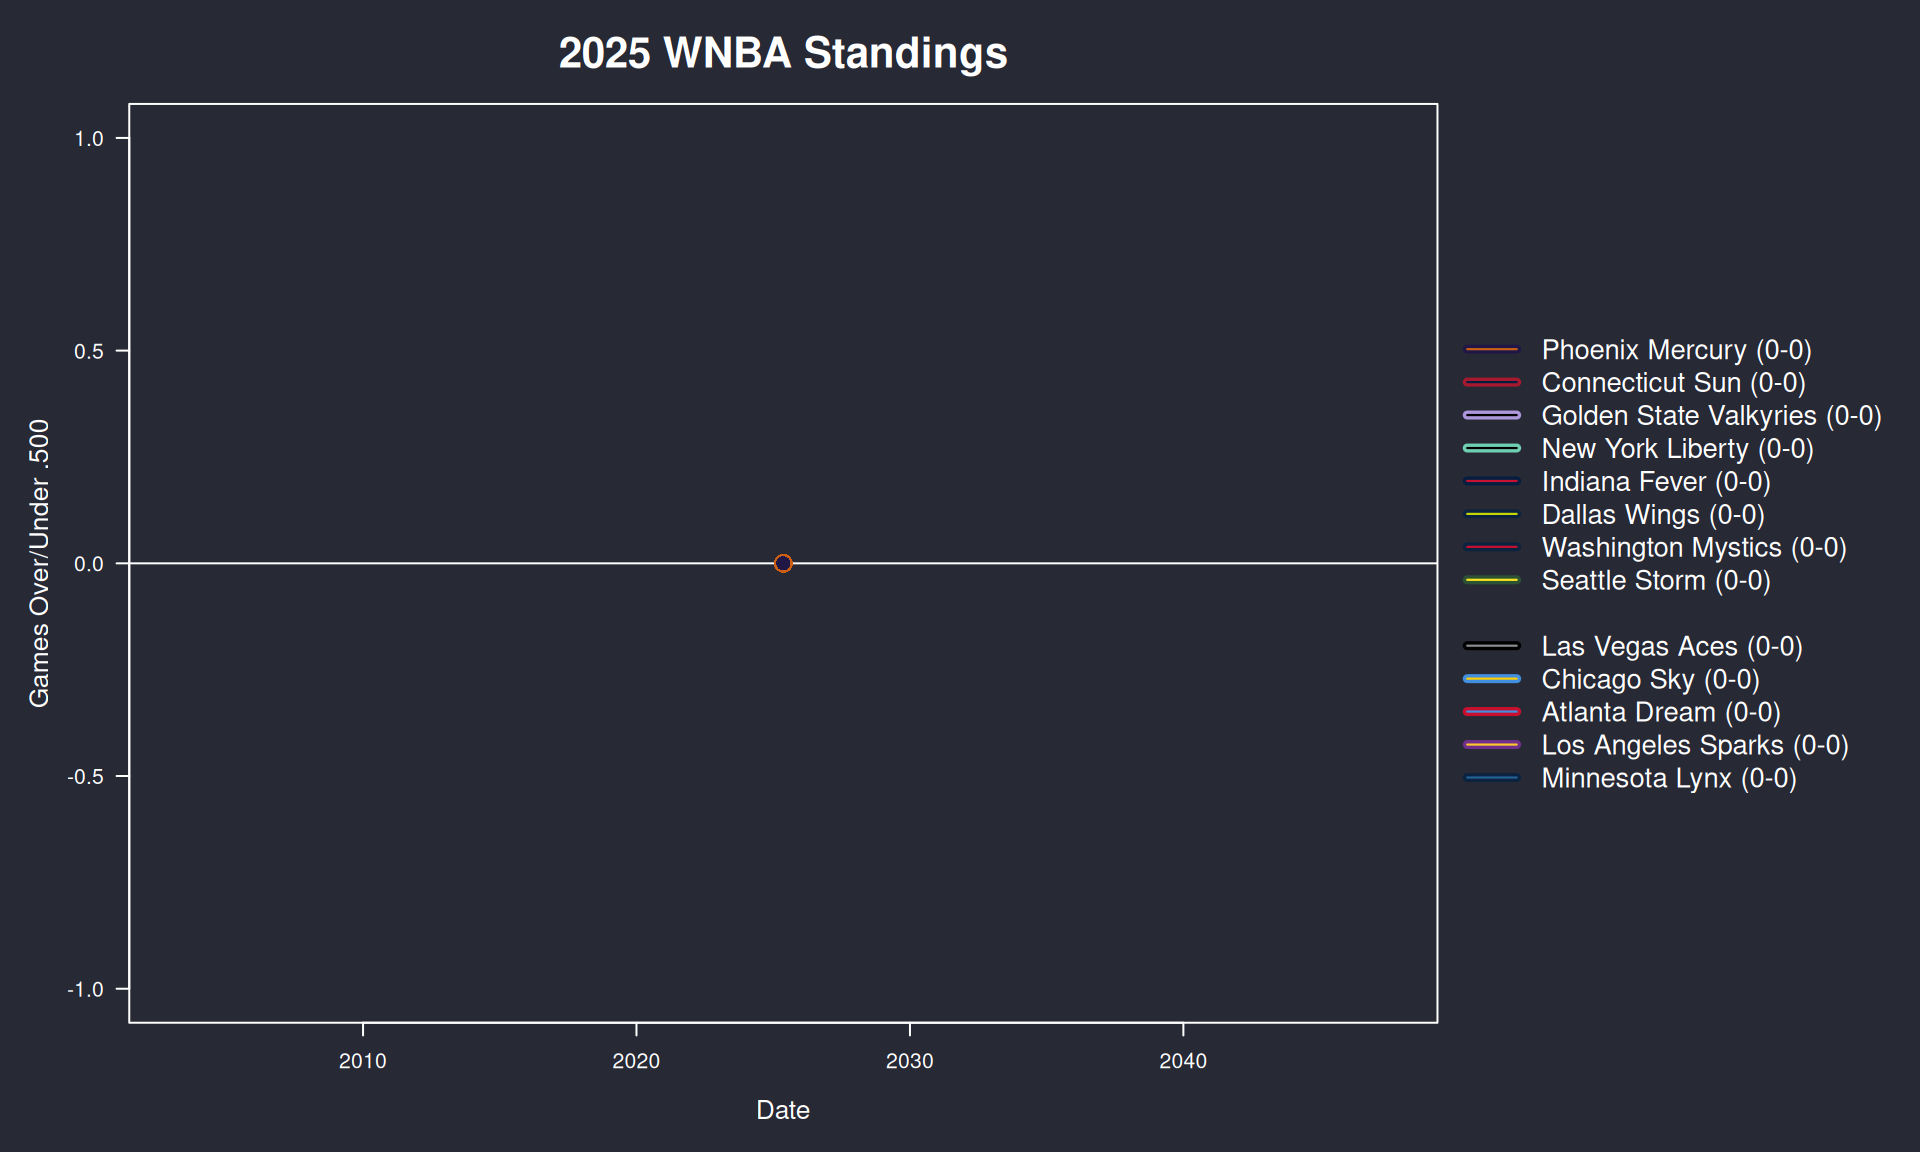 2025 WNBA Standings
1.0
0.5
0.0
-0.5
-1.0
Games Over/Under .500
2010
2020
2030
2040
Date
Phoenix Mercury (0-0)
Connecticut Sun (0-0)
Golden State Valkyries (0-0)
New York Liberty (0-0)
Indiana Fever (0-0)
Dallas Wings (0-0)
Washington Mystics (0-0)
Seattle Storm (0-0)
Las Vegas Aces (0-0)
Chicago Sky (0-0)
Atlanta Dream (0-0)
Los Angeles Sparks (0-0)
Minnesota Lynx (0-0)